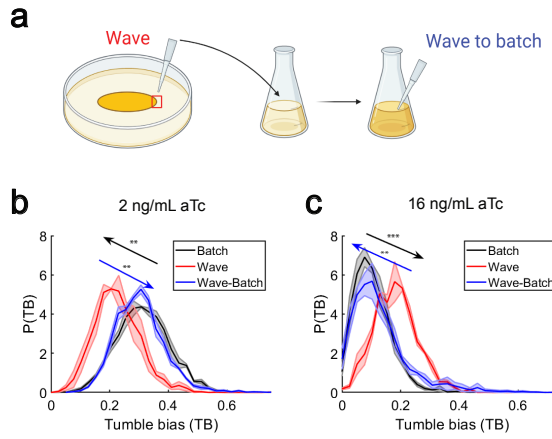 a
Wave
Wave to batch
b
2 ng/mL aTc
P(TB)
8
6
4
2
0
**
**
Batch
Wave
Wave-Batch
0
0.2
0.4
0.6
Tumble bias (TB)
c
16 ng/mL aTc
P(TB)
8
6
4
2
0
***
**
Batch
Wave
Wave-Batch
0
0.2
0.4
0.6
Tumble bias (TB)